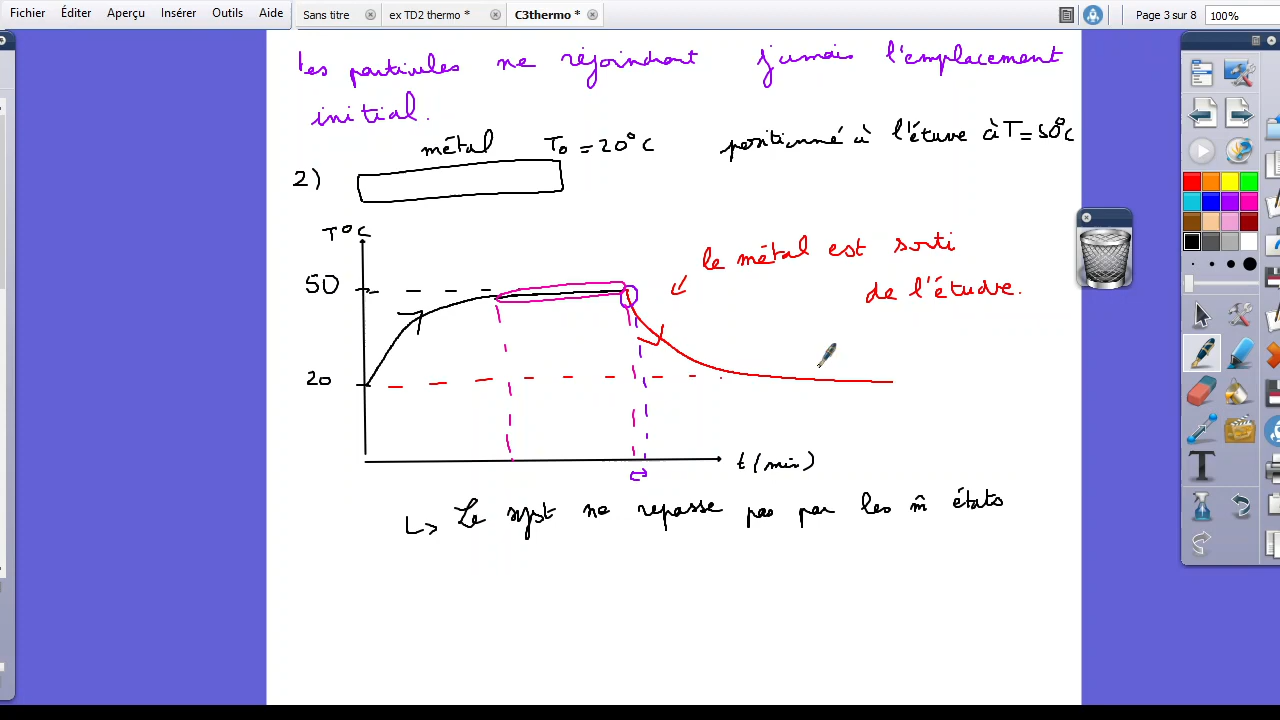 Fichier Éditer Aperçu Insérer Outils Aide
Sans titre
ex TD2 thermo *
C3thermo *
Page 3 sur 8
100%
les particules ne rejoindront jamais l'emplacement
initial.
métal T₀ = 20°C positionné à l'étuve à T = 50°C
2)
T°C
le métal est sorti
de l'étudre.
50
20
t (min)
↳ Le syst ne repasse pas par les m̂ états